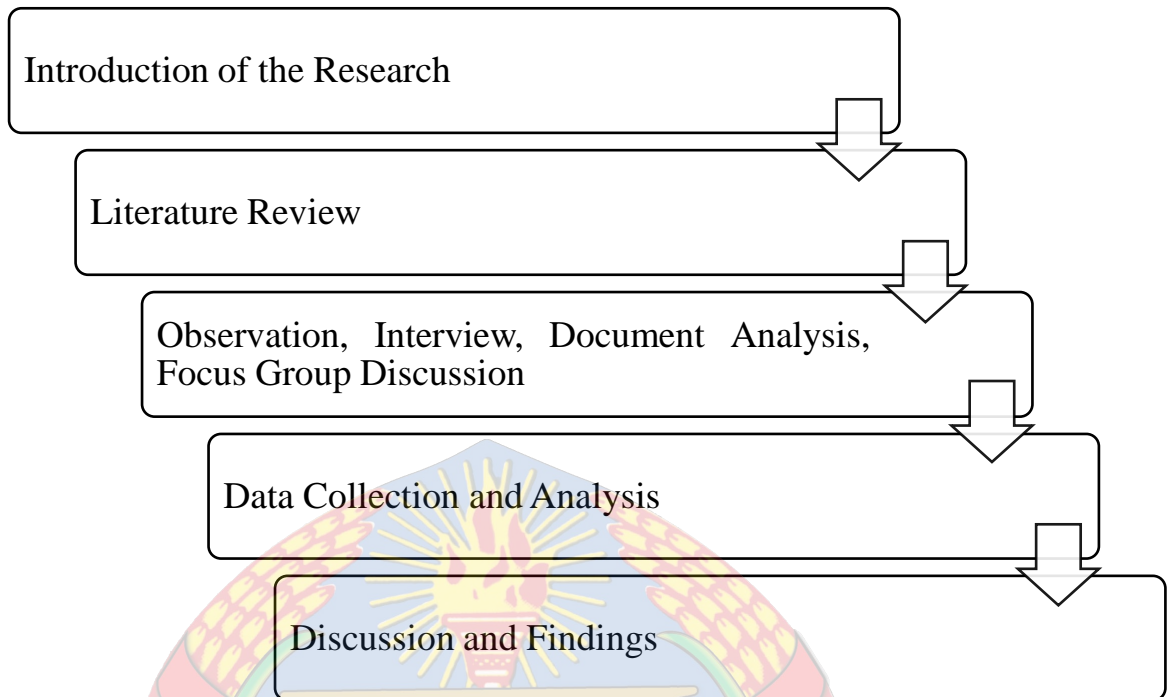 Introduction of the Research
Literature Review
Observation, Interview, Document Analysis,
Focus Group Discussion
Data Collection and Analysis
Discussion and Findings